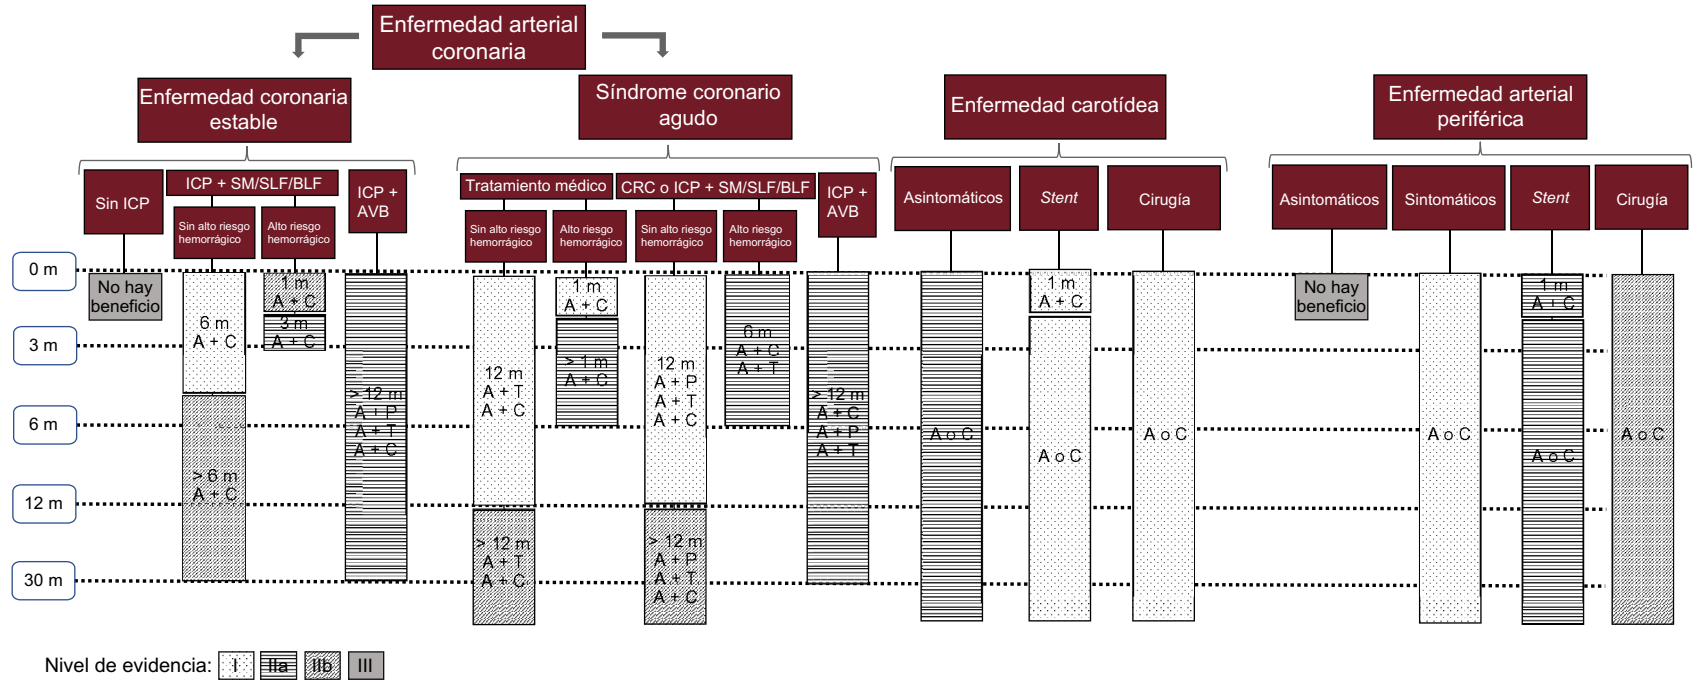 Enfermedad arterial
coronaria
Enfermedad coronaria
estable
Síndrome coronario
agudo
Enfermedad carotídea
Enfermedad arterial
periférica
Sin ICP
ICP + SM/SLF/BLF
Sin alto riesgo
hemorrágico
Alto riesgo
hemorrágico
ICP +
AVB
Tratamiento médico
Sin alto riesgo
hemorrágico
Alto riesgo
hemorrágico
CRC o ICP + SM/SLF/BLF
Sin alto riesgo
hemorrágico
Alto riesgo
hemorrágico
ICP +
AVB
Asintomáticos
Stent
Cirugía
Asintomáticos
Sintomáticos
Stent
Cirugía
0 m
3 m
6 m
12 m
30 m
No hay
beneficio
6 m
A + C
> 6 m
A + C
1 m
A + C
3 m
A + C
> 12 m
A + P
A + T
A + C
12 m
A + T
A + C
> 12 m
A + T
A + C
1 m
A + C
> 1 m
A + C
12 m
A + P
A + T
A + C
> 12 m
A + P
A + T
A + C
6 m
A + C
A + T
> 12 m
A + C
A + P
A + T
A o C
1 m
A + C
A o C
A o C
No hay
beneficio
A o C
1 m
A + C
A o C
A o C
Nivel de evidencia: I IIa IIb III